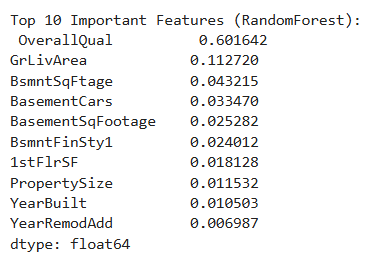 Top 10 Important Features (RandomForest):
OverallQual 0.601642
GrLivArea 0.112720
BsmntSqFtage 0.043215
BasementCars 0.033470
BasementSqFootage 0.025282
BsmntFinSty1 0.024012
1stFlrSF 0.018128
PropertySize 0.011532
YearBuilt 0.010503
YearRemodAdd 0.006987
dtype: float64